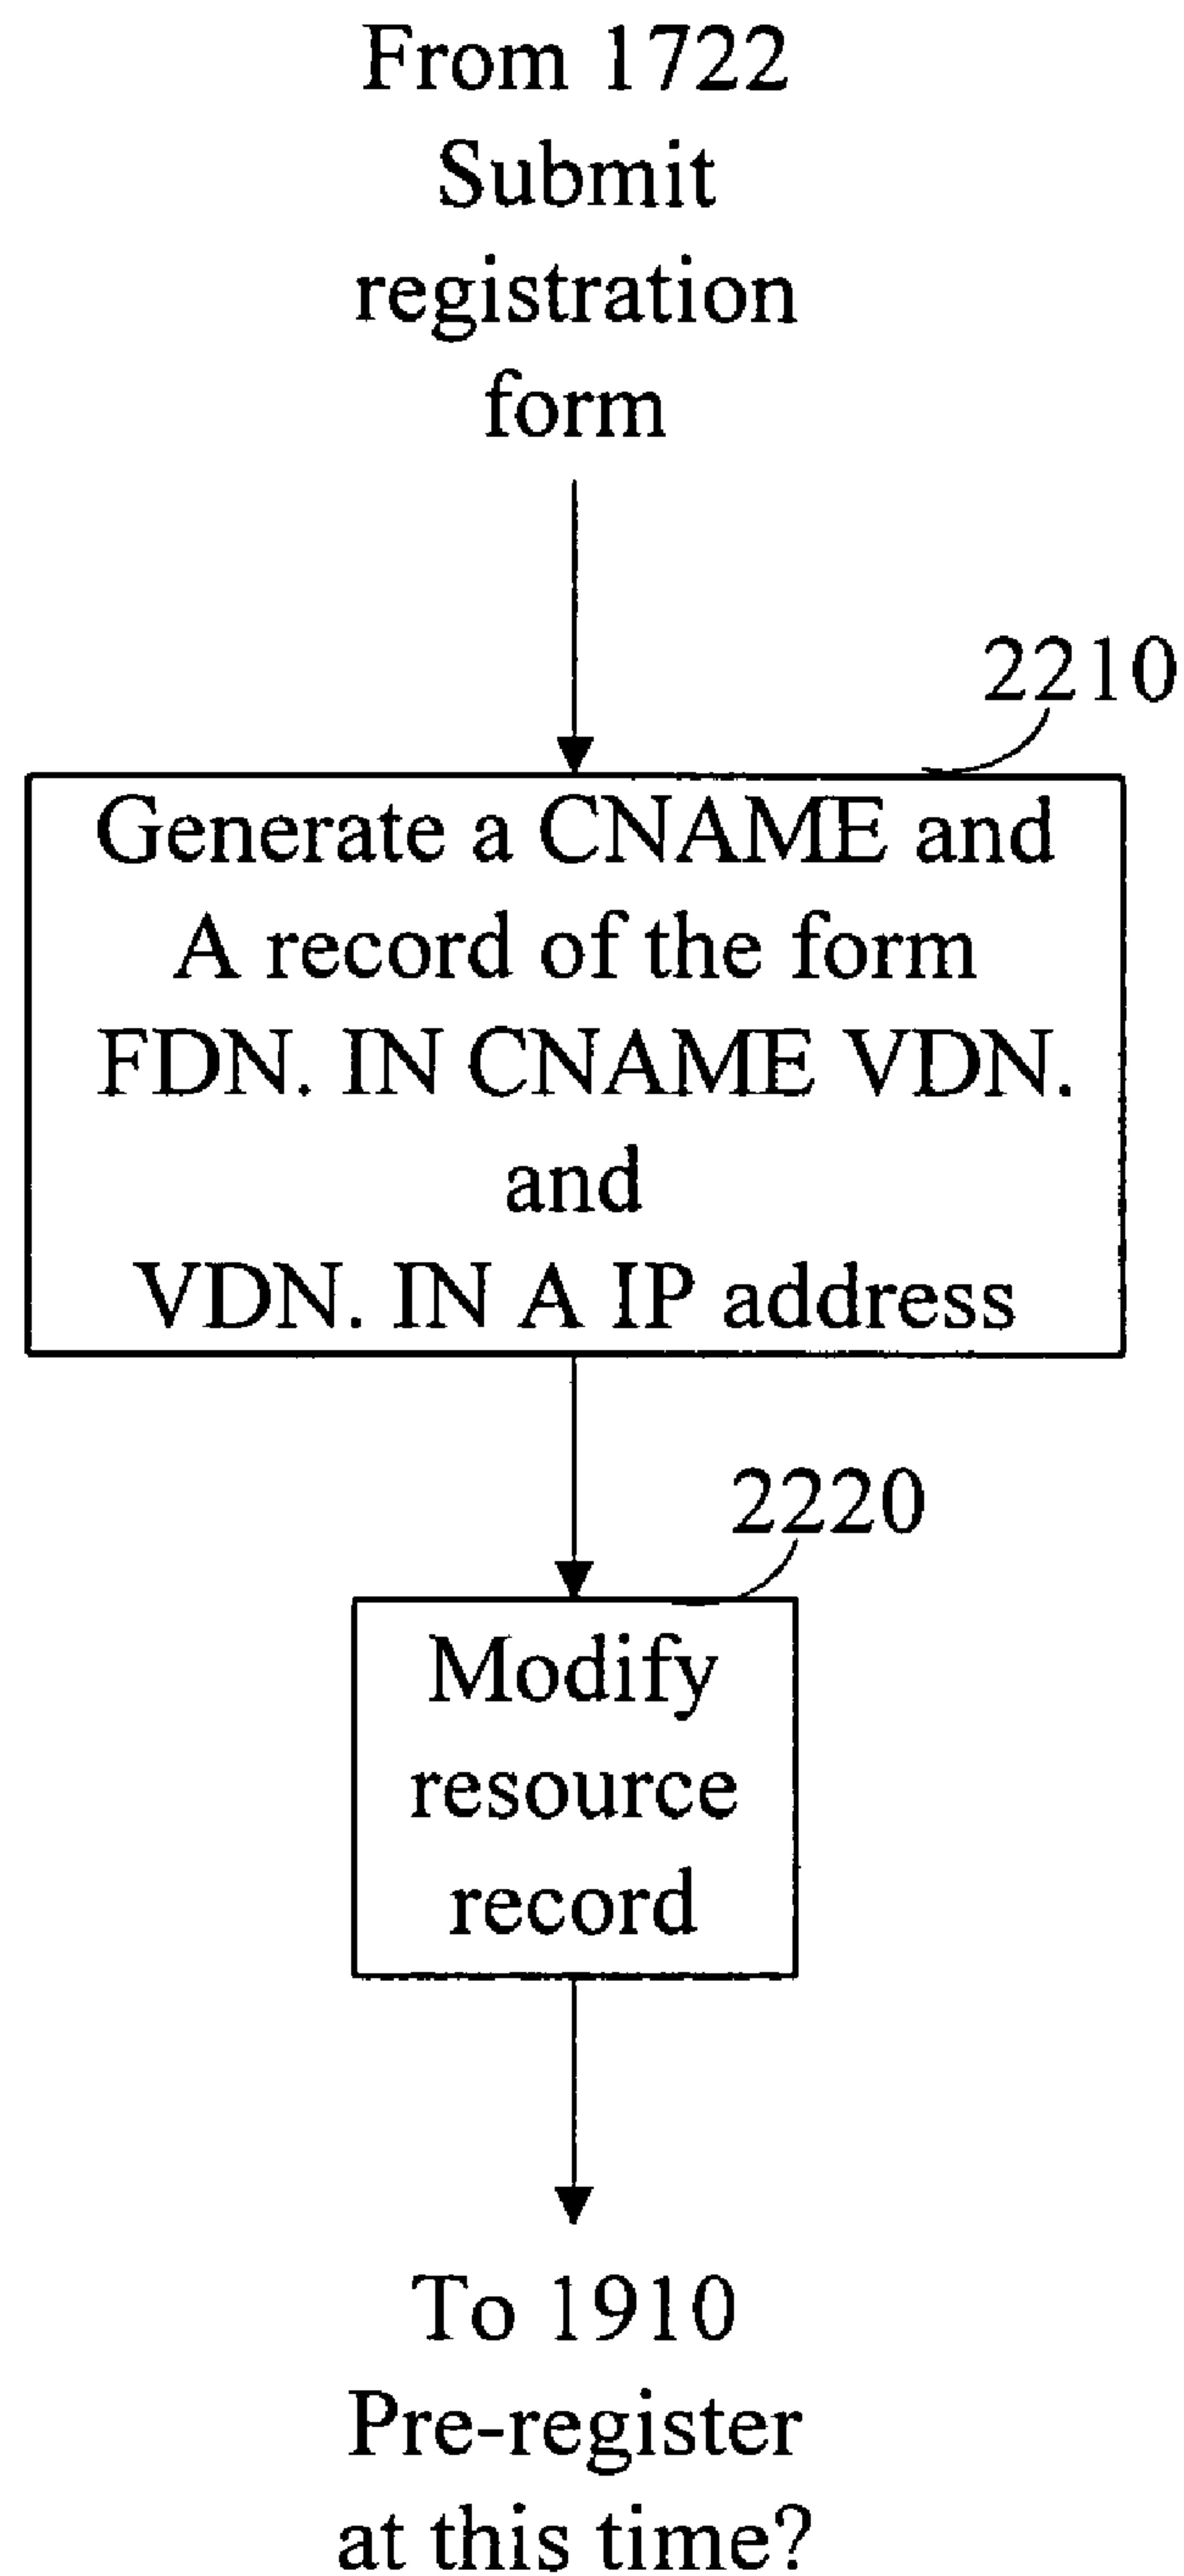 From 1722
Submit
registration
form
2210
Generate a CNAME and
A record of the form
FDN. IN CNAME VDN.
and
VDN. IN A IP address
2220
Modify
resource
record
To 1910
Pre-register
at this time?